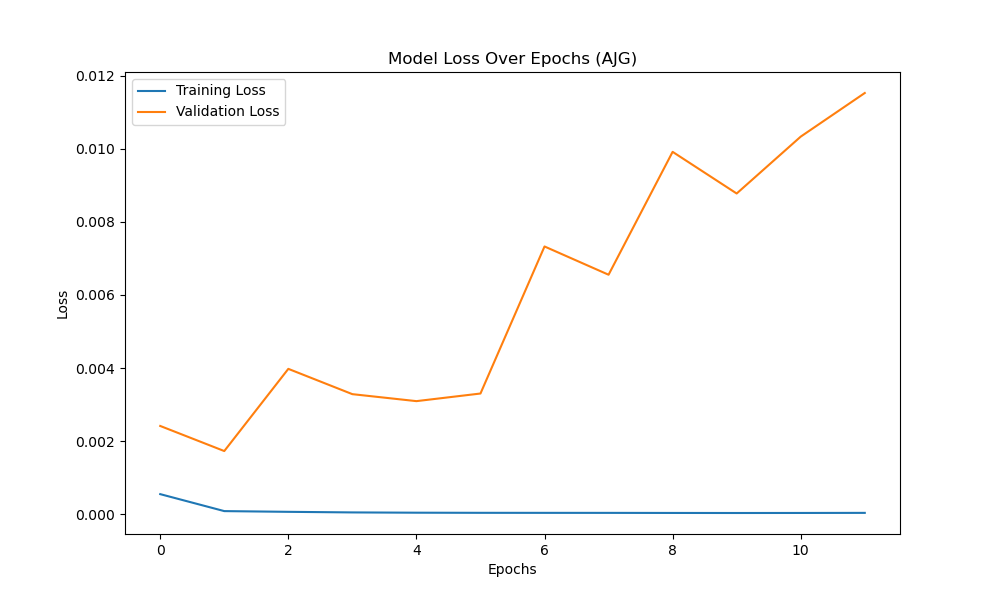 Model Loss Over Epochs (AJG)
Training Loss
Validation Loss
0.012
0.010
0.008
0.006
0.004
0.002
0.000
Loss
0 2 4 6 8 10
Epochs